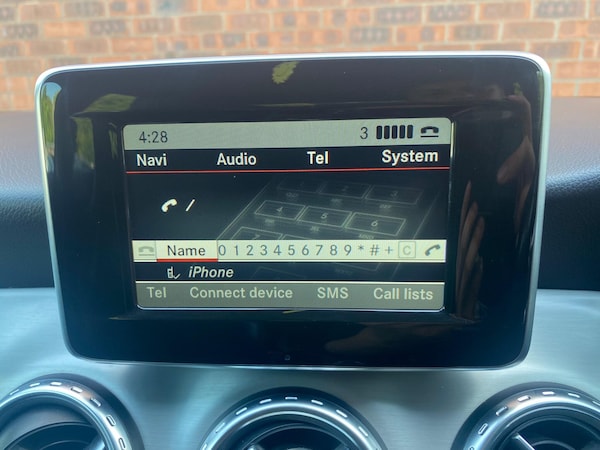 4:28 3
Navi Audio Tel System
/
Name 0 1 2 3 4 5 6 7 8 9 * # + C
iPhone
Tel Connect device SMS Call lists